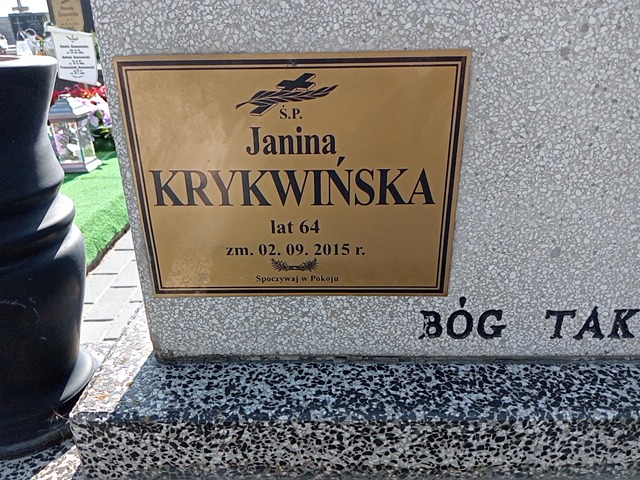 Ś.P.
Janina
KRYKWIŃSKA
lat 64
zm. 02. 09. 2015 r.
Spoczywaj w Pokoju
BÓG TAK